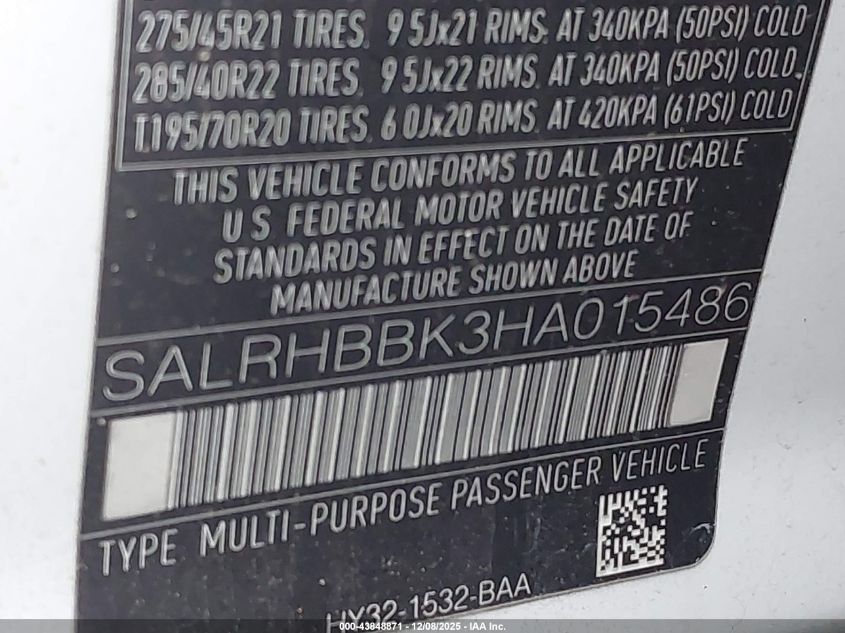 275/45R21 TIRES, 9 5Jx21 RIMS. AT 340KPA (50PSI) COLD
285/40R22 TIRES, 9 5Jx22 RIMS, AT 340KPA (50PSI) COLD.
T195/70R20 TIRES, 6 0Jx20 RIMS, AT 420KPA (61PSI) COLD
THIS VEHICLE CONFORMS TO ALL APPLICABLE
U S FEDERAL MOTOR VEHICLE SAFETY
STANDARDS IN EFFECT ON THE DATE OF
MANUFACTURE SHOWN ABOVE
SALRHBBK3HA015486
TYPE MULTI-PURPOSE PASSENGER VEHICLE
HY32-1532-BAA
000-43848871 - 12/08/2025 - IAA Inc.